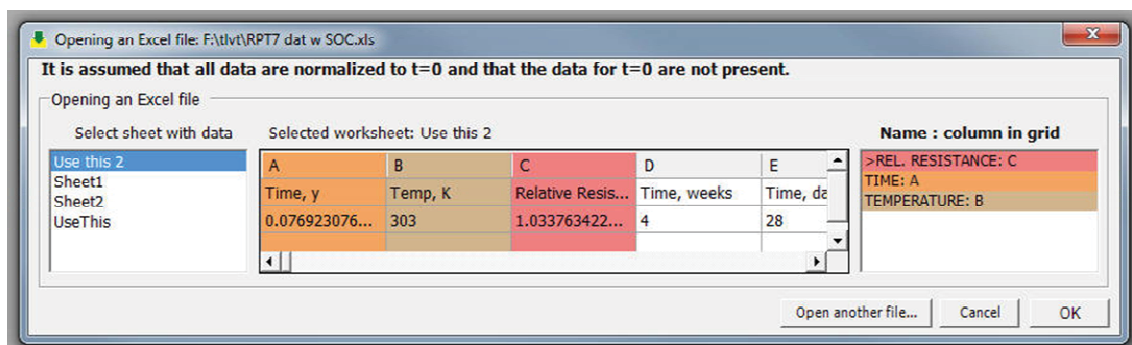 Opening an Excel file: F:\tlvt\RPT7 dat w SOC.xls
It is assumed that all data are normalized to t=0 and that the data for t=0 are not present.
Opening an Excel file
Select sheet with data
Selected worksheet: Use this 2
Name : column in grid
Use this 2
Sheet1
Sheet2
UseThis
A B C D E
Time, y Temp, K Relative Resis... Time, weeks Time, da
0.076923076... 303 1.033763422... 4 28
>REL. RESISTANCE: C
TIME: A
TEMPERATURE: B
Open another file... Cancel OK